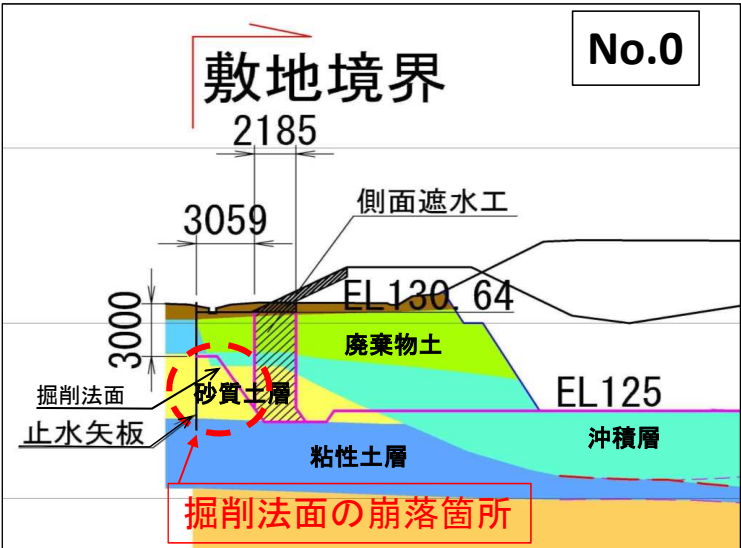 No.0
敷地境界
2185
側面遮水工
3059
EL130.64
3000
廃棄物土
掘削法面
砂質土層
EL125
止水矢板
沖積層
粘性土層
掘削法面の崩落箇所